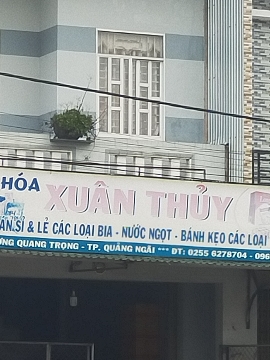 HÓA XUÂN THỦY
SỈ & LẺ CÁC LOẠI BIA - NƯỚC NGỌT - BÁNH KẸO CÁC LOẠI
QUANG TRỌNG - TP. QUẢNG NGÃI *** ĐT: 0255 6278704 - 096